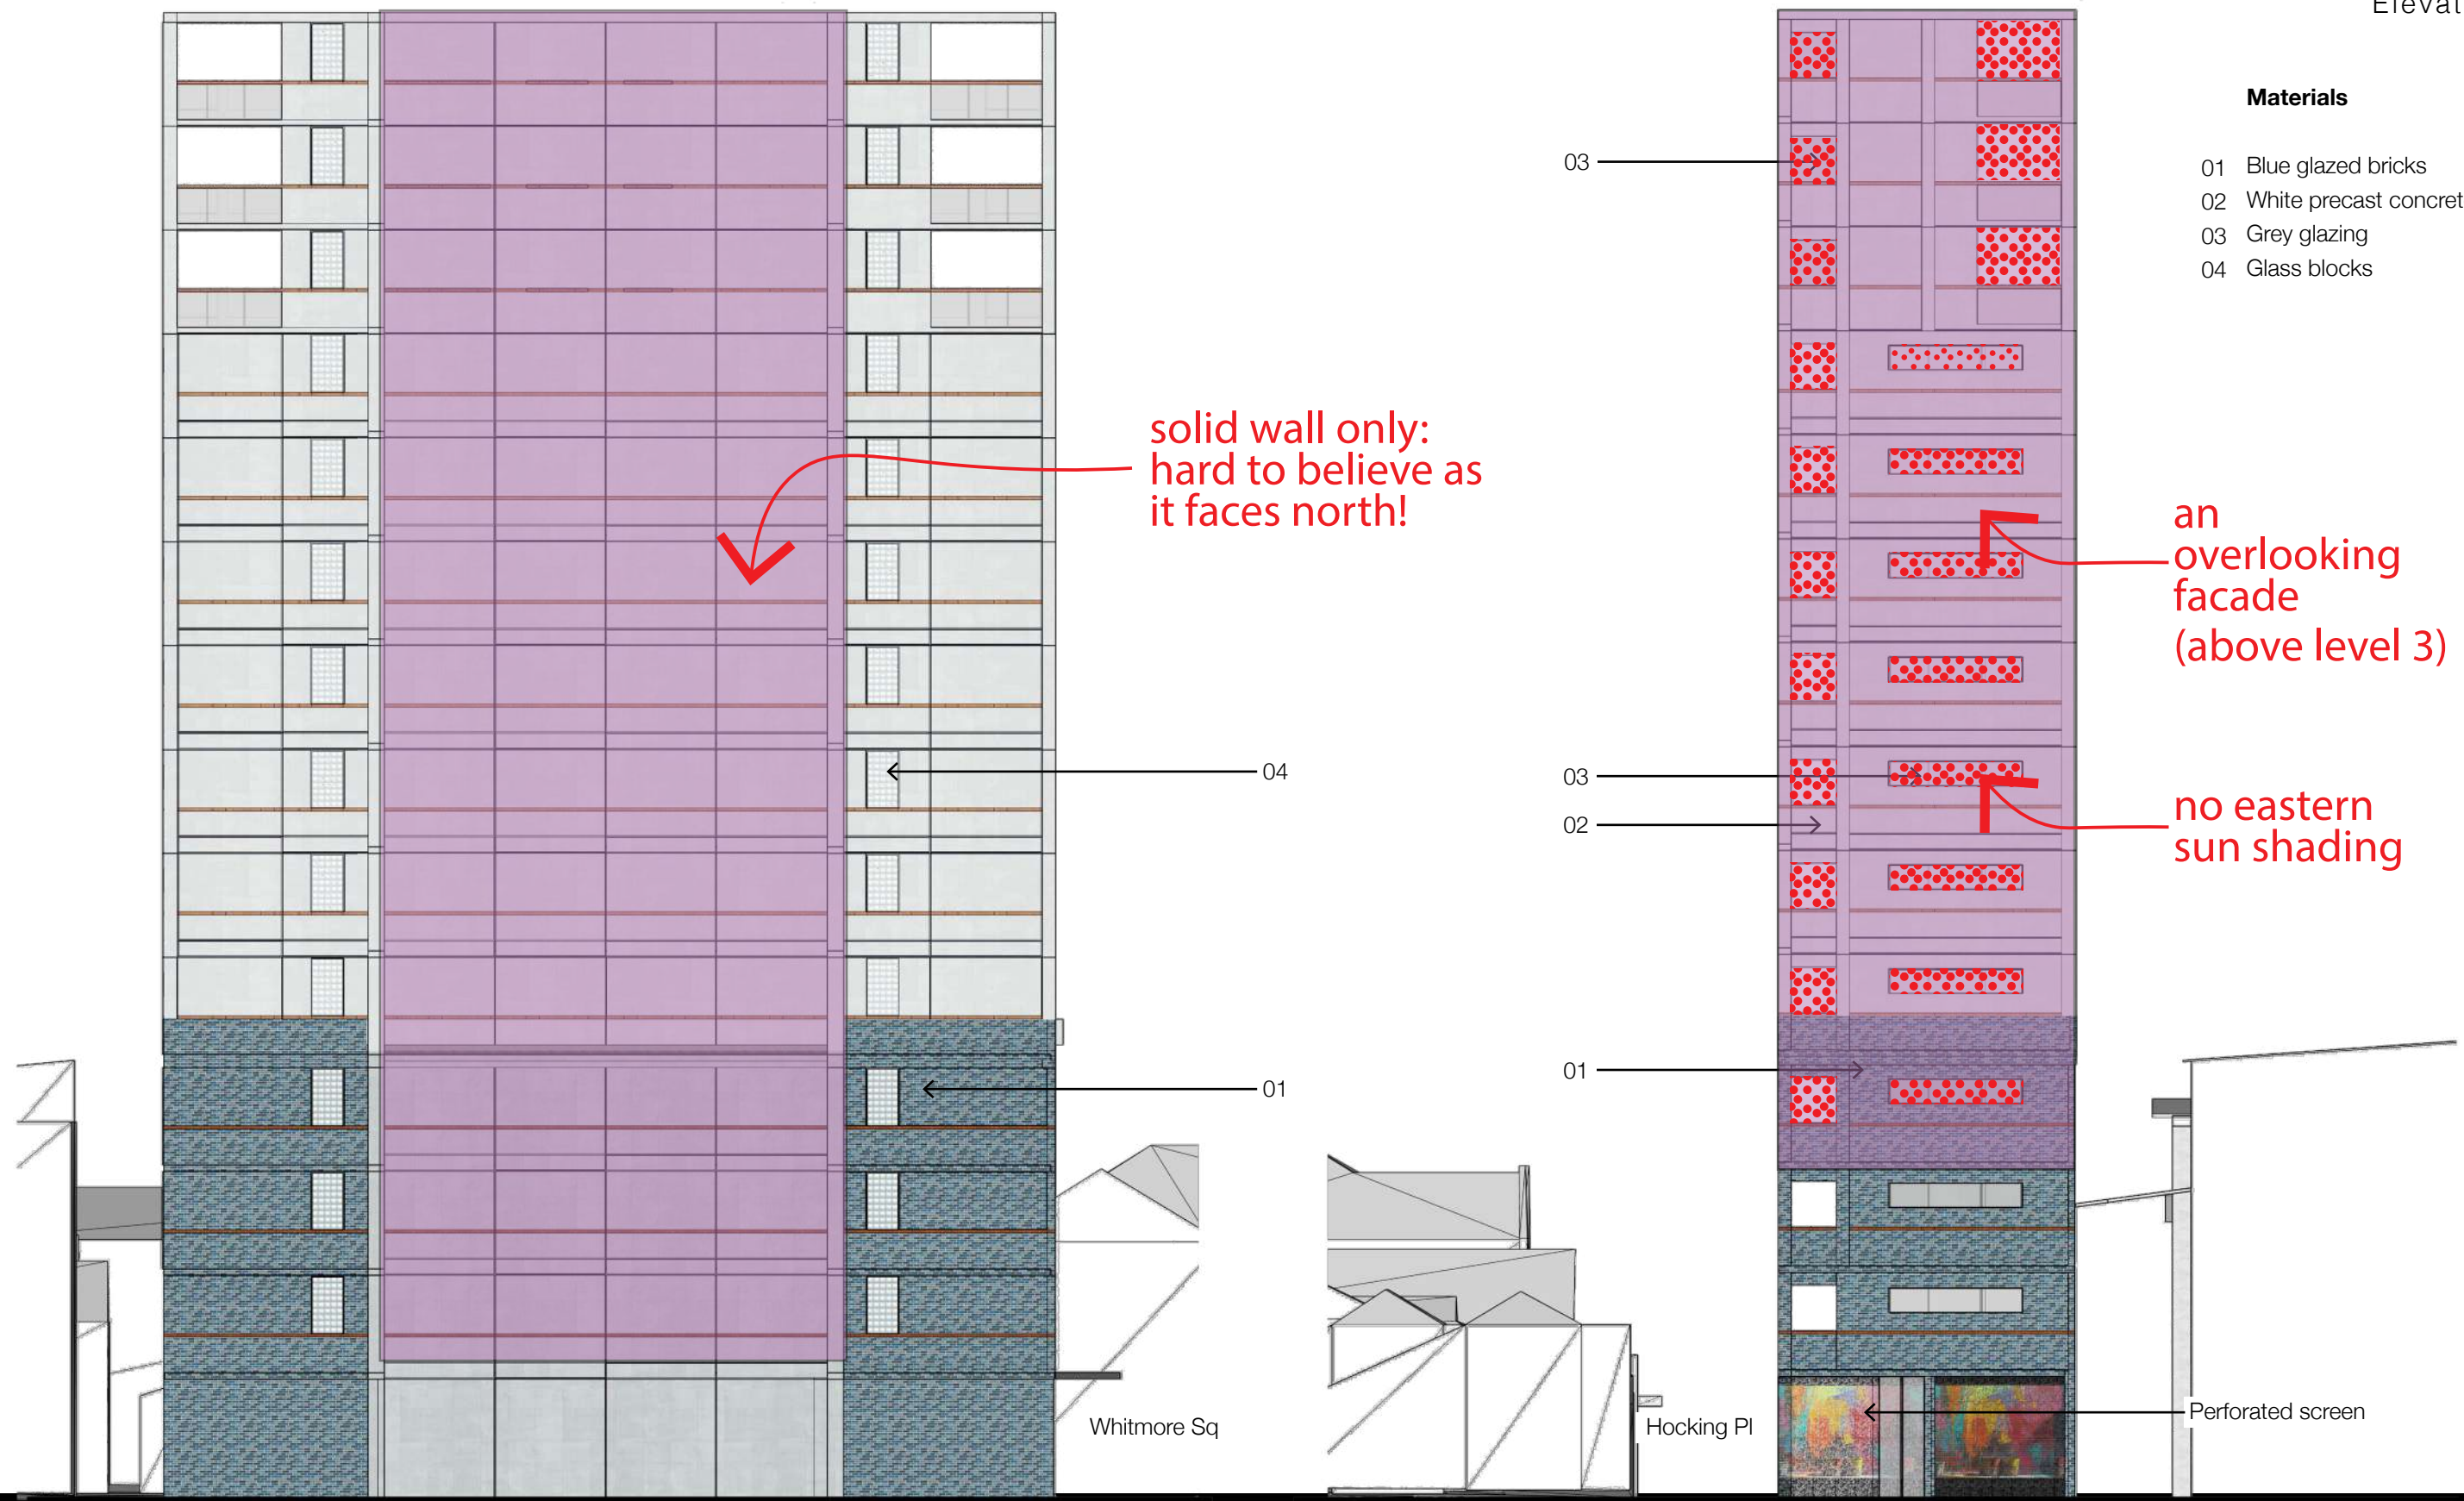 Elevat
Materials
01 Blue glazed bricks
02 White precast concret
03 Grey glazing
04 Glass blocks
03
solid wall only:
hard to believe as
it faces north!
an
overlooking
facade
(above level 3)
04
03
02
no eastern
sun shading
01
01
Whitmore Sq
Hocking Pl
Perforated screen